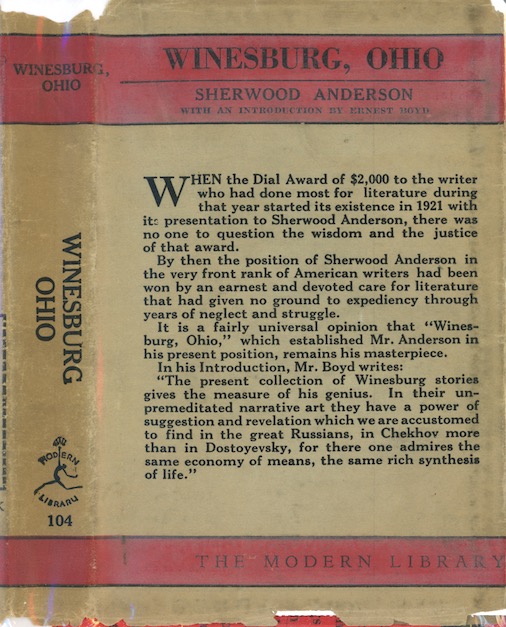 WINESBURG,
OHIO
WINESBURG
OHIO
MODERN
LIBRARY
104
WINESBURG, OHIO
SHERWOOD ANDERSON
WITH AN INTRODUCTION BY ERNEST BOYD
WHEN the Dial Award of $2,000 to the writer
who had done most for literature during
that year started its existence in 1921 with
its presentation to Sherwood Anderson, there was
no one to question the wisdom and the justice
of that award.
By then the position of Sherwood Anderson in
the very front rank of American writers had been
won by an earnest and devoted care for literature
that had given no ground to expediency through
years of neglect and struggle.
It is a fairly universal opinion that "Wines-
burg, Ohio," which established Mr. Anderson in
his present position, remains his masterpiece.
In his Introduction, Mr. Boyd writes:
"The present collection of Winesburg stories
gives the measure of his genius. In their un-
premeditated narrative art they have a power of
suggestion and revelation which we are accustomed
to find in the great Russians, in Chekhov more
than in Dostoyevsky, for there one admires the
same economy of means, the same rich synthesis
of life."
THE MODERN LIBRARY